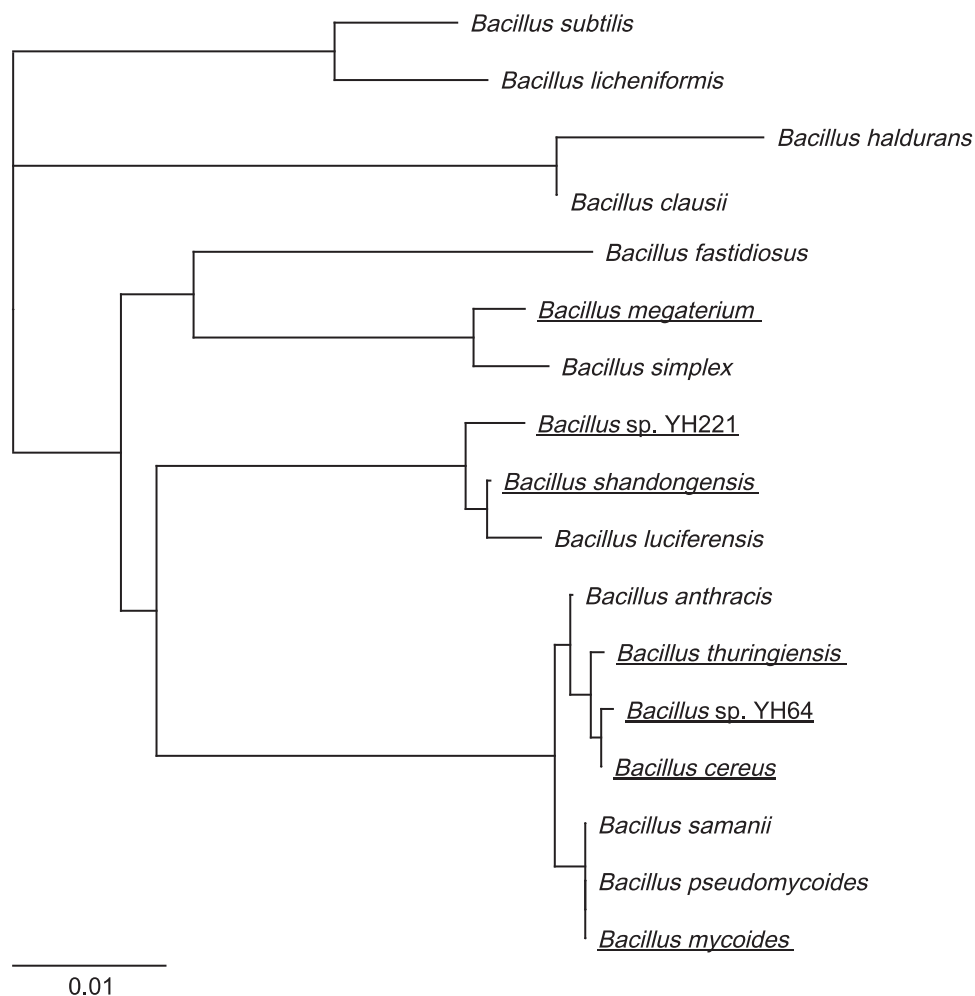 Bacillus subtilis
Bacillus licheniformis
Bacillus haldurans
Bacillus clausii
Bacillus fastidiosus
Bacillus megaterium
Bacillus simplex
Bacillus sp. YH221
Bacillus shandongensis
Bacillus luciferensis
Bacillus anthracis
Bacillus thuringiensis
Bacillus sp. YH64
Bacillus cereus
Bacillus samanii
Bacillus pseudomycoides
Bacillus mycoides
0.01